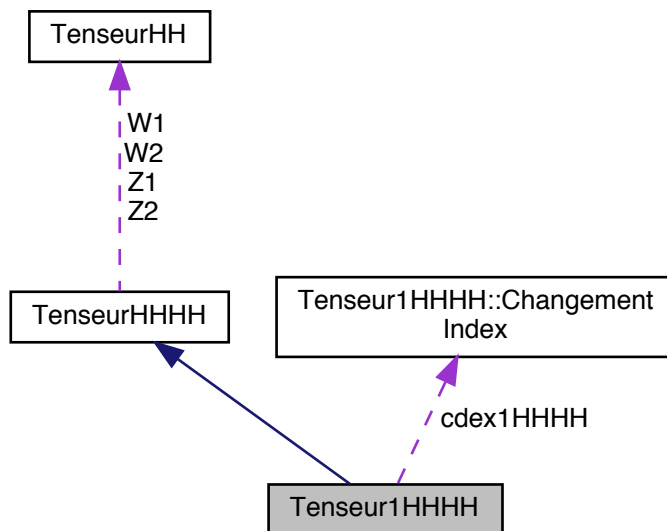 TenseurHH
W1
W2
Z1
Z2
TenseurHHHH
Tenseur1HHHH::Changement
Index
cdex1HHHH
Tenseur1HHHH